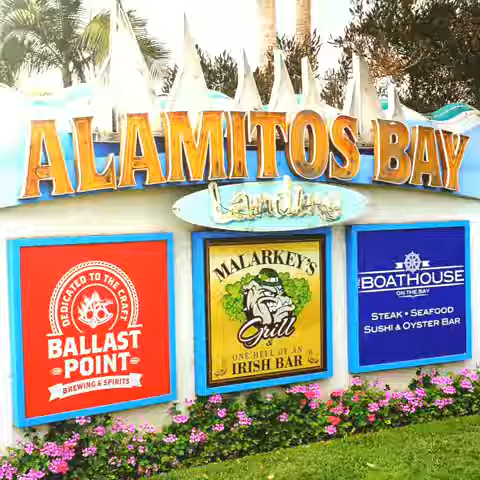 ALAMITOS BAY
Landing
DEDICATED TO THE CRAFT
BALLAST
POINT
BREWING & SPIRITS
MALARKEY'S
Grill
&
ONE HELL OF AN
IRISH BAR
THE
BOATHOUSE
ON THE BAY
STEAK • SEAFOOD
SUSHI & OYSTER BAR